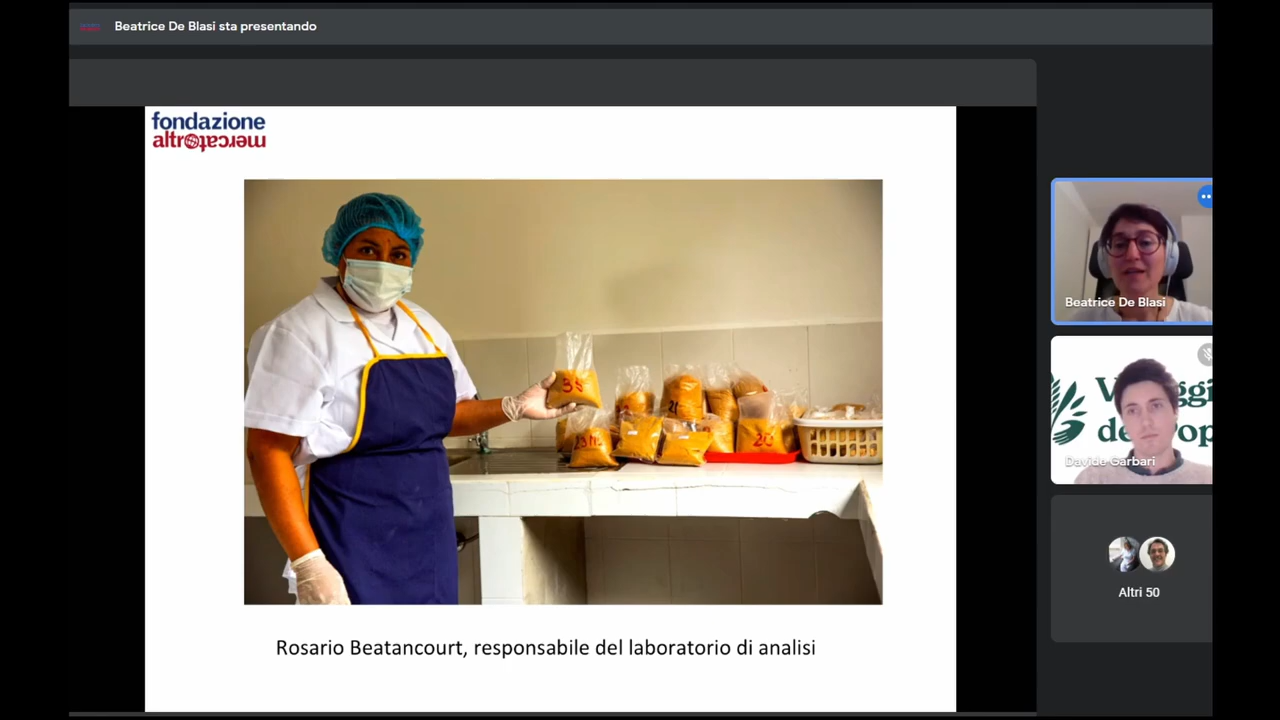 Beatrice De Blasi sta presentando
fondazione
altromercato
38
21
20
Rosario Beatancourt, responsabile del laboratorio di analisi
Beatrice De Blasi
Davide Garbari
Altri 50